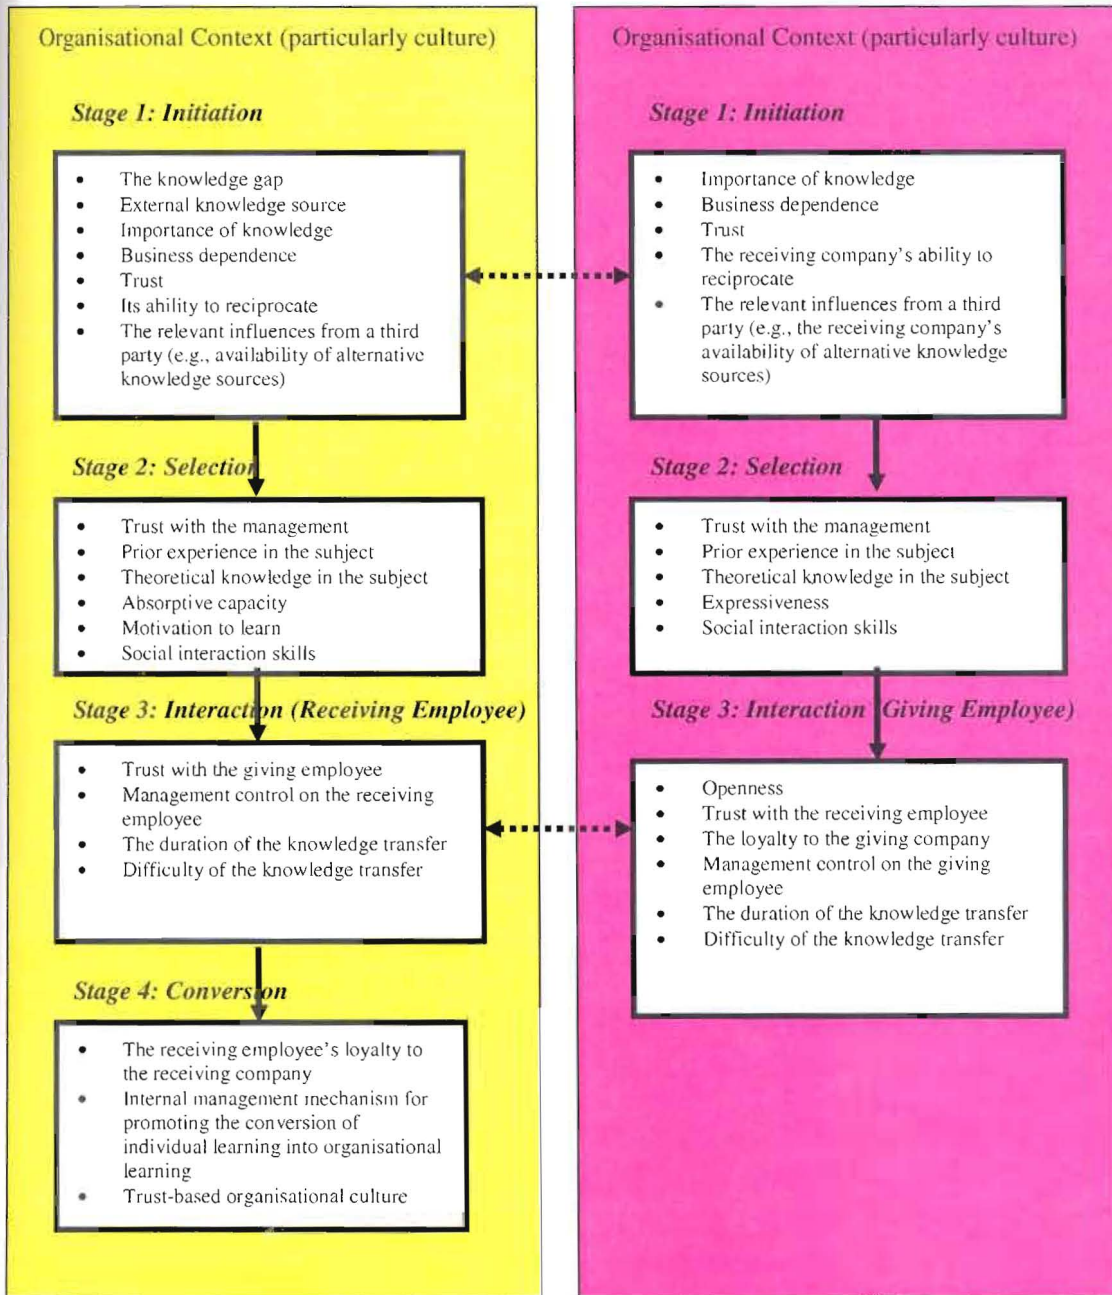 Organisational Context (particularly culture)
Stage 1: Initiation
• The knowledge gap
• External knowledge source
• Importance of knowledge
• Business dependence
• Trust
• Its ability to reciprocate
• The relevant influences from a third
party (e.g., availability of alternative
knowledge sources)
Stage 2: Selection
• Trust with the management
• Prior experience in the subject
• Theoretical knowledge in the subject
• Absorptive capacity
• Motivation to learn
• Social interaction skills
Stage 3: Interaction (Receiving Employee)
• Trust with the giving employee
• Management control on the receiving
employee
• The duration of the knowledge transfer
• Difficulty of the knowledge transfer
Stage 4: Conversion
• The receiving employee's loyalty to
the receiving company
• Internal management mechanism for
promoting the conversion of
individual learning into organisational
learning
• Trust-based organisational culture
Organisational Context (particularly culture)
Stage 1: Initiation
• Importance of knowledge
• Business dependence
• Trust
• The receiving company's ability to
reciprocate
• The relevant influences from a third
party (e.g., the receiving company's
availability of alternative knowledge
sources)
Stage 2: Selection
• Trust with the management
• Prior experience in the subject
• Theoretical knowledge in the subject
• Expressiveness
• Social interaction skills
Stage 3: Interaction (Giving Employee)
• Openness
• Trust with the receiving employee
• The loyalty to the giving company
• Management control on the giving
employee
• The duration of the knowledge transfer
• Difficulty of the knowledge transfer